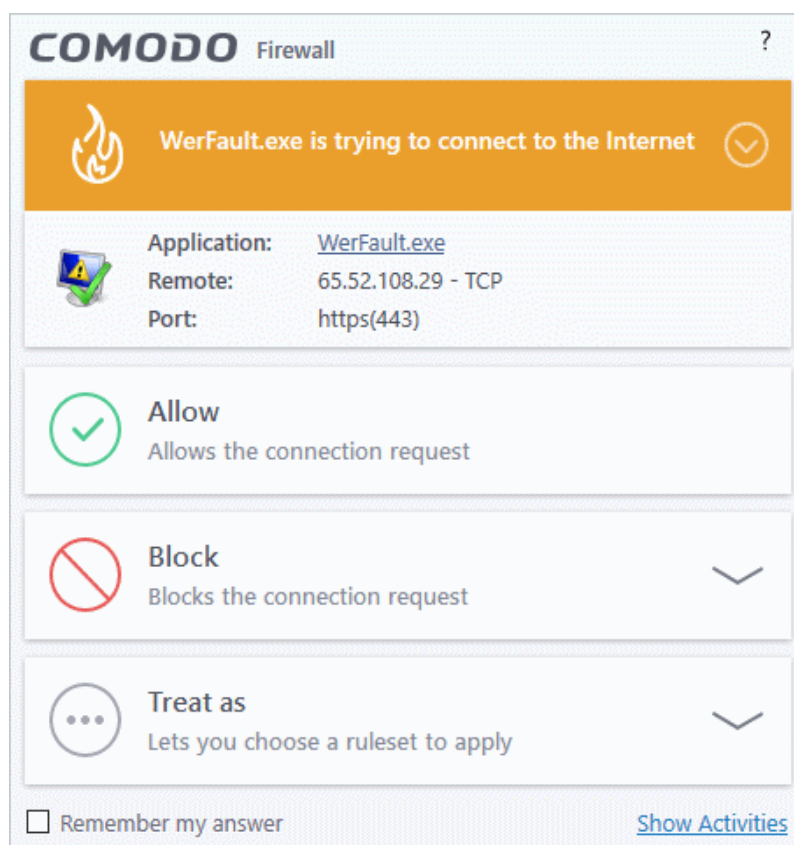 COMODO Firewall ?
WerFault.exe is trying to connect to the Internet
Application: WerFault.exe
Remote: 65.52.108.29 - TCP
Port: https(443)
Allow
Allows the connection request
Block
Blocks the connection request
Treat as
Lets you choose a ruleset to apply
Remember my answer Show Activities